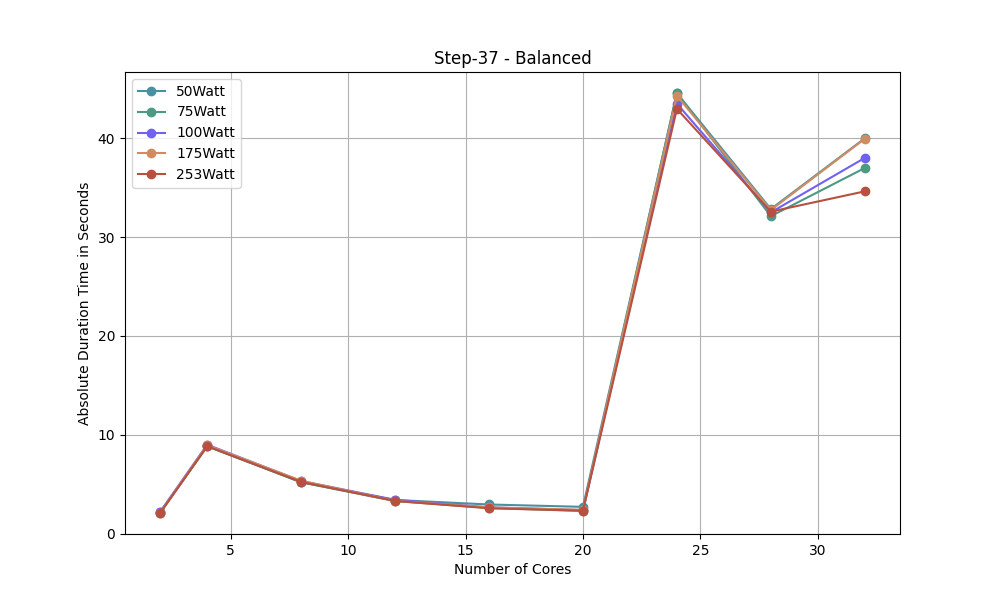 Step-37 - Balanced
50Watt
75Watt
100Watt
175Watt
253Watt
Absolute Duration Time in Seconds
40
30
20
10
0
5 10 15 20 25 30
Number of Cores